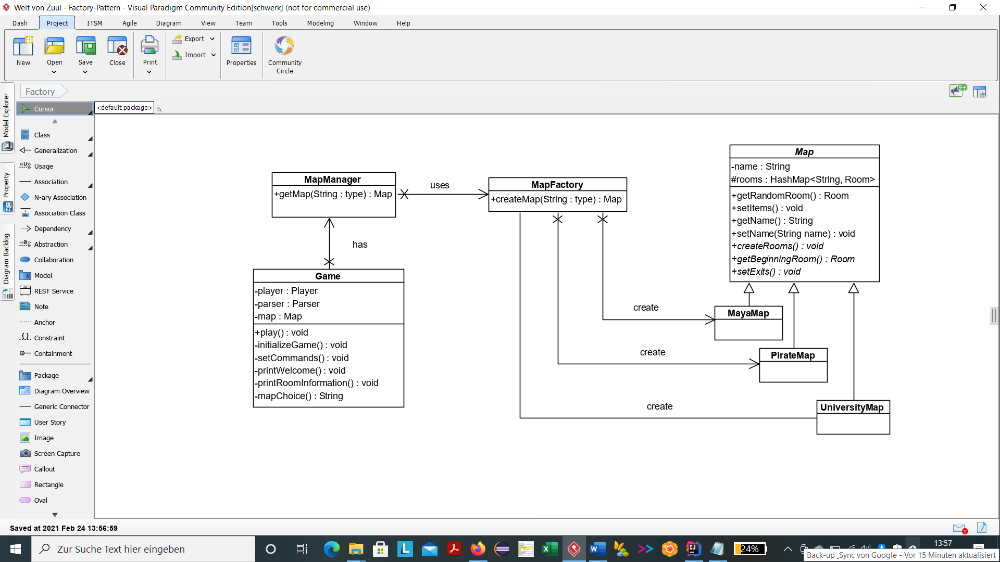 Welt von Zuul - Factory-Pattern - Visual Paradigm Community Edition[schwerk] (not for commercial use)
Dash Project ITSM Agile Diagram View Team Tools Modeling Window Help
New Open Save Close Print Export Import Properties Community Circle
Model Explorer
Property
Diagram Backlog
Factory
9+
<default package>
Cursor
Class
Generalization
Usage
Association
N-ary Association
Association Class
Dependency
Abstraction
Collaboration
Model
REST Service
Note
Anchor
Constraint
Containment
Package
Diagram Overview
Generic Connector
User Story
Image
Screen Capture
Callout
Rectangle
Oval
MapManager
+getMap(String : type) : Map
uses
MapFactory
+createMap(String : type) : Map
has
Game
-player : Player
-parser : Parser
-map : Map
+play() : void
-initializeGame() : void
-setCommands() : void
-printWelcome() : void
-printRoomInformation() : void
-mapChoice() : String
Map
-name : String
#rooms : HashMap<String, Room>
+getRandomRoom() : Room
+setItems() : void
+getName() : String
+setName(String name) : void
+createRooms() : void
+getBeginningRoom() : Room
+setExits() : void
create
MayaMap
create
PirateMap
create
UniversityMap
Saved at 2021 Feb 24 13:56:59
1
Zur Suche Text hier eingeben
24%
13:57
Back-up _Sync von Google - Vor 15 Minuten aktualisiert